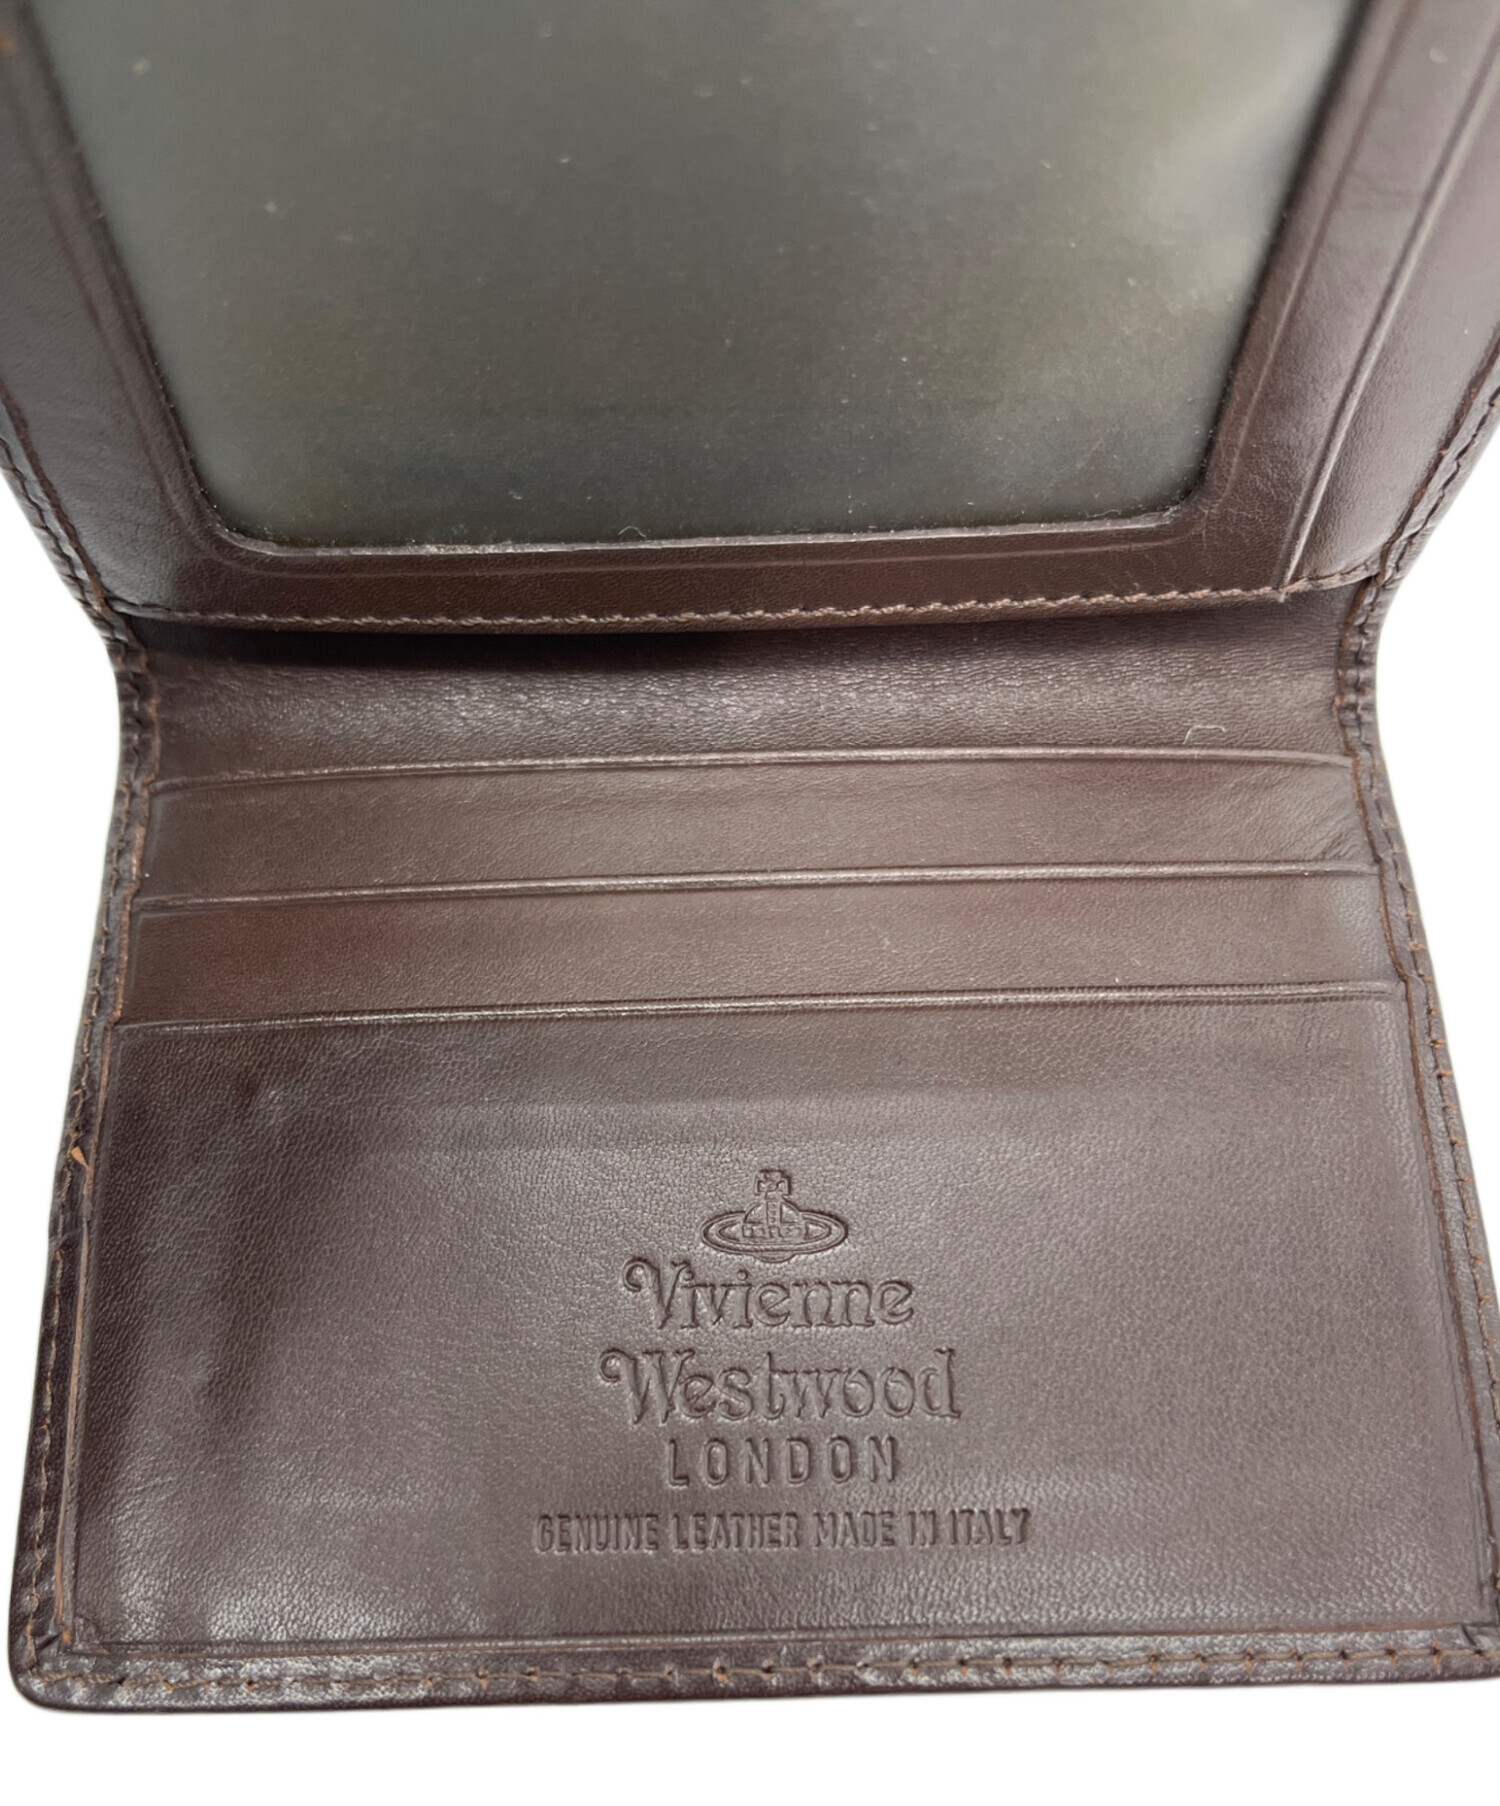 Vivienne
Westwood
LONDON
GENUINE LEATHER MADE IN ITALY